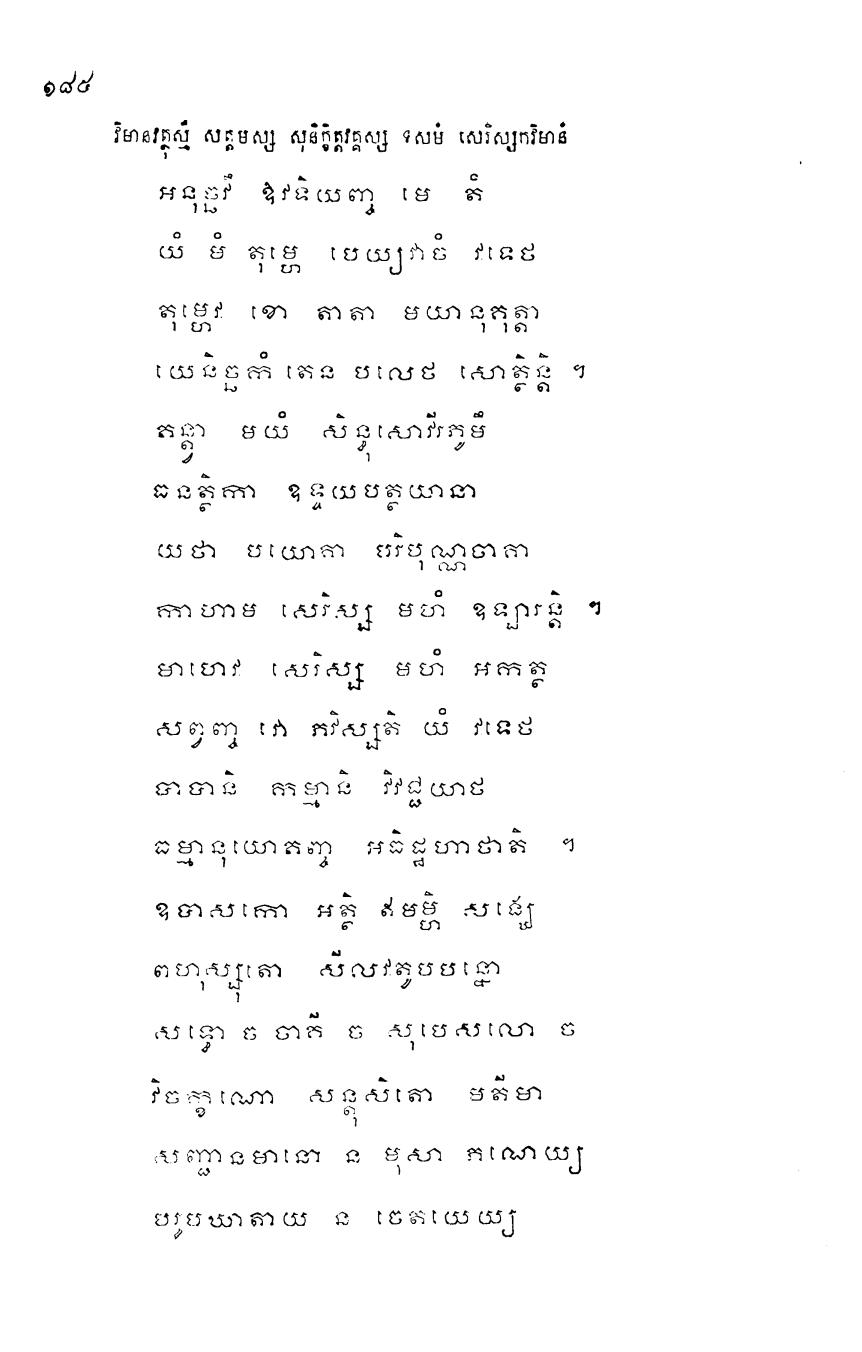 ១៨៥
វិមានវត្ថុស្មឹ សត្តមស្ស សុនិក្ខិត្តវគ្គស្ស ទសមំ សេរិស្សកវិមានំ
អនុច្ឆវឹ ឱវទិយញ្ច មេ តំ
យំ មំ តុម្ហេ បេយ្យវាចំ វទេថ
តុម្ហេវ ខោ តាតា មយានុគុត្តា
យេនិច្ឆកំ តេន បលេថ សោត្ថិន្តិ ។
គន្ត្វា មយំ សិន្ធុសោវីរភូមឹ
ធនត្ថិកា ឧទ្ទយបត្ថយានា
យថា បយោគា បរិបុណ្ណចាគា
កាហាម សេរិស្ស មហំ ឧឡារន្តិ ។
មាហេវ សេរិស្ស មហំ អកត្ថ
សព្វញ្ច វោ ភវិស្សតិ យំ វទេថ
បាបានិ កម្មានិ វិវជ្ជយាថ
ធម្មានុយោគញ្ច អធិដ្ឋហាថាតិ ។
ឧបាសកោ អត្ថិ ឥមម្ហិ សង្ឃេ
ពហុស្សុតោ សីលវតូបបន្នោ
សទ្ធោ ច ចាគី ច សុបេសលោ ច
វិចក្ខណោ សន្តុសិតោ មតីមា
សញ្ជានមានោ ន មុសា ភណេយ្យ
បរូបឃាតាយ ន ចេតយេយ្យ